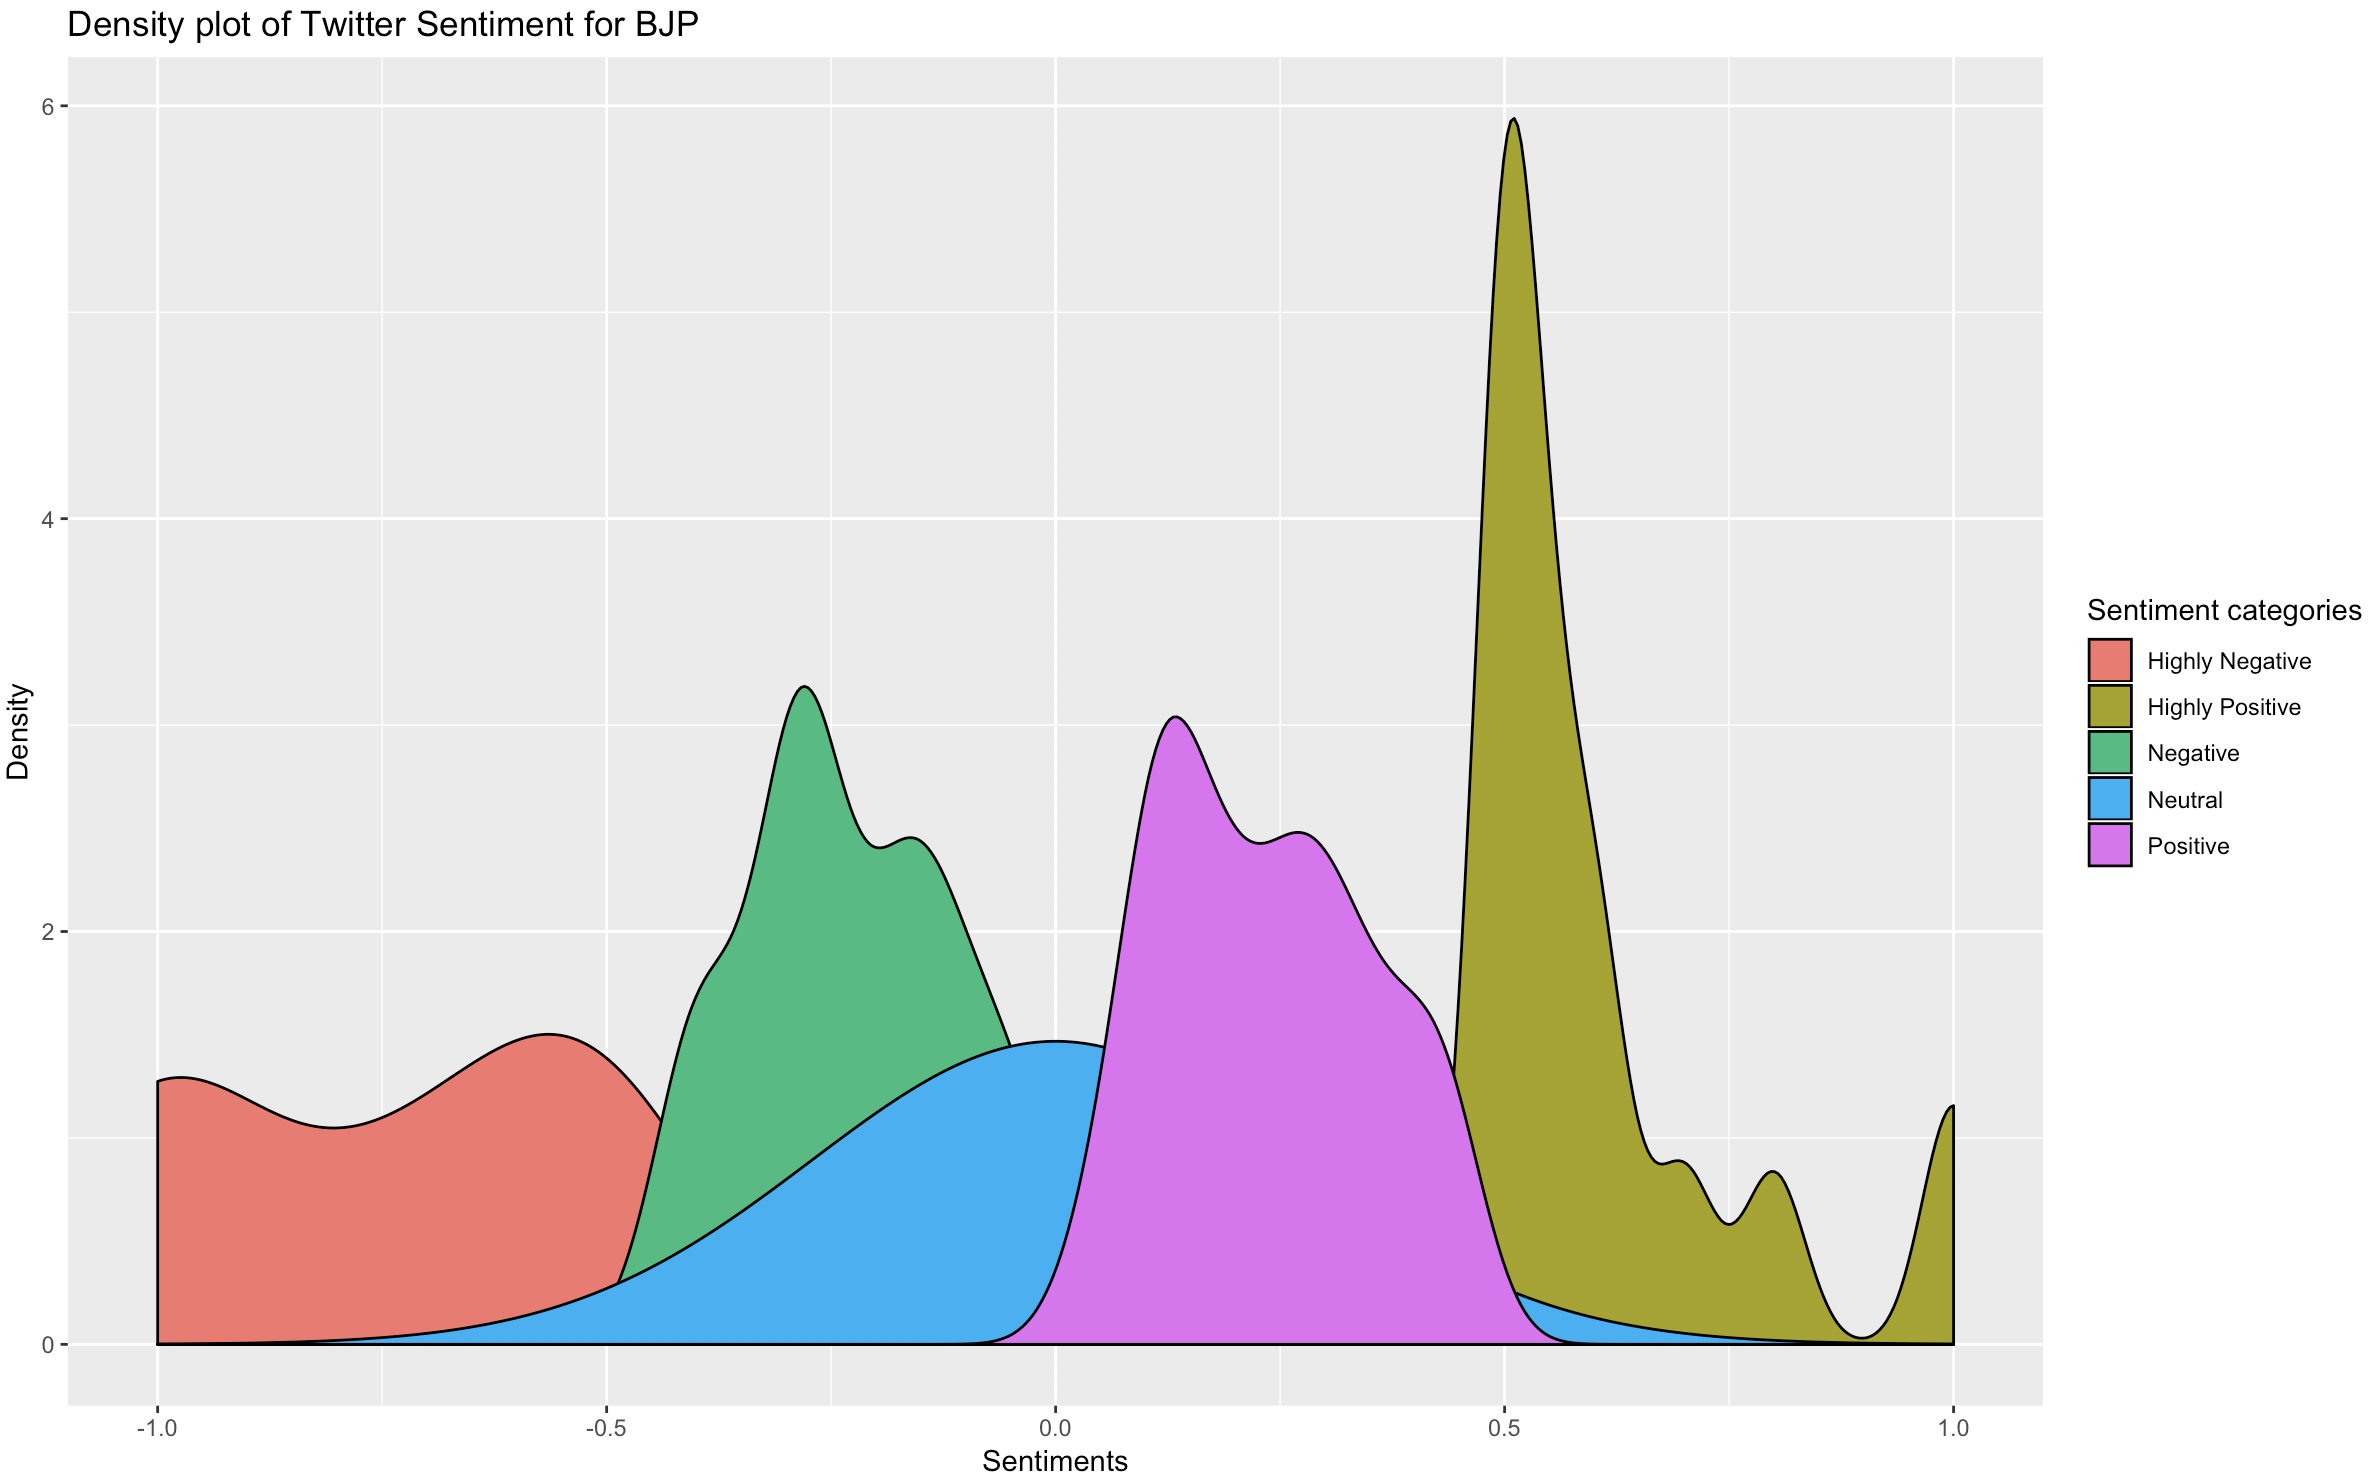 Density plot of Twitter Sentiment for BJP
6
4
2
0
Density
-1.0
-0.5
0.0
0.5
1.0
Sentiments
Sentiment categories
Highly Negative
Highly Positive
Negative
Neutral
Positive